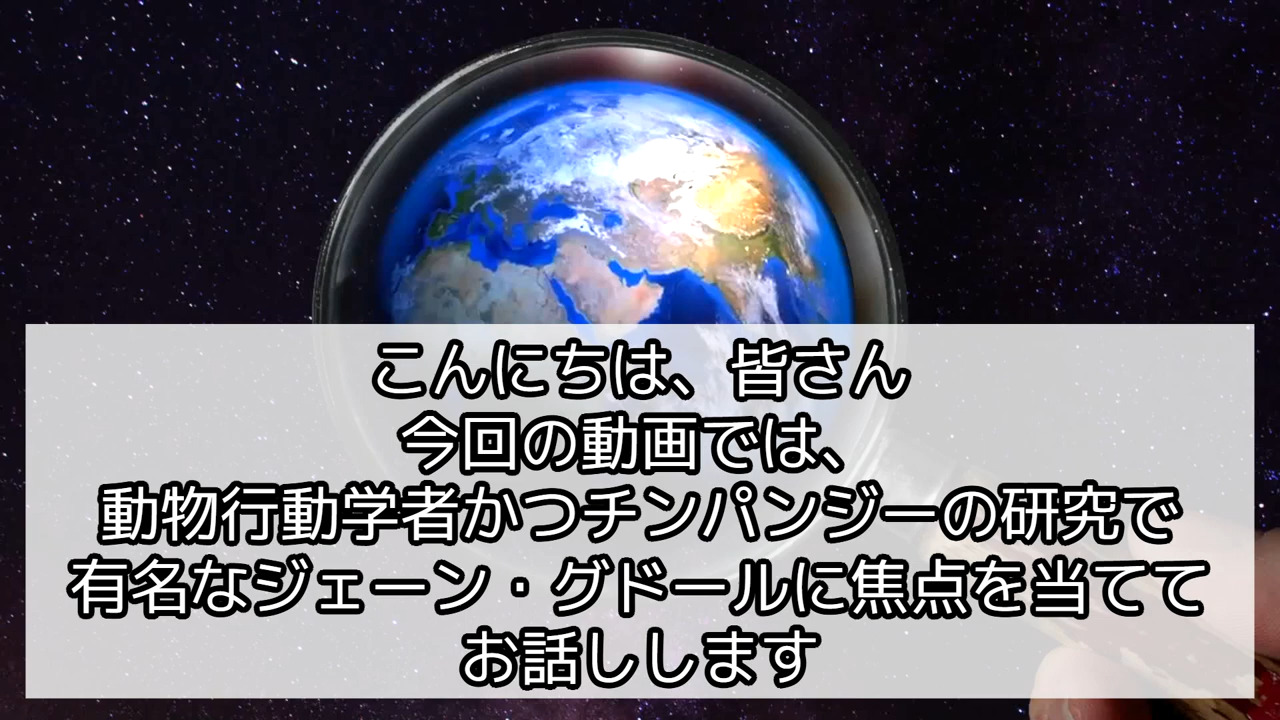 こんにちは、皆さん
今回の動画では、
動物行動学者かつチンパンジーの研究で
有名なジェーン・グドールに焦点を当てて
お話しします